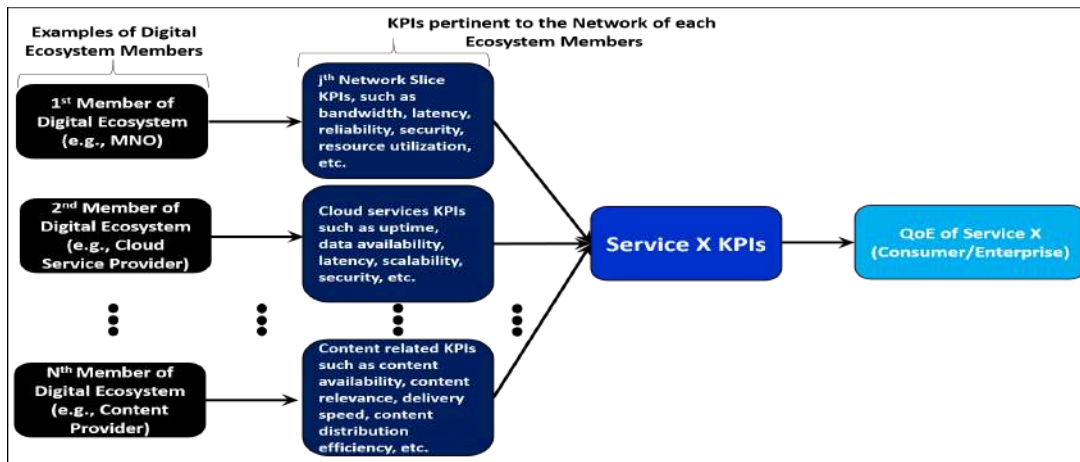 Examples of Digital
Ecosystem Members
KPIs pertinent to the Network of each
Ecosystem Members
1st Member of
Digital Ecosystem
(e.g., MNO)
jth Network Slice
KPIs, such as
bandwidth, latency,
reliability, security,
resource utilization,
etc.
2nd Member of
Digital Ecosystem
(e.g., Cloud
Service Provider)
Cloud services KPIs
such as uptime,
data availability,
latency, scalability,
security, etc.
Service X KPIs
QoE of Service X
(Consumer/Enterprise)
Nth Member of
Digital Ecosystem
(e.g., Content
Provider)
Content related KPIs
such as content
availability, content
relevance, delivery
speed, content
distribution
efficiency, etc.